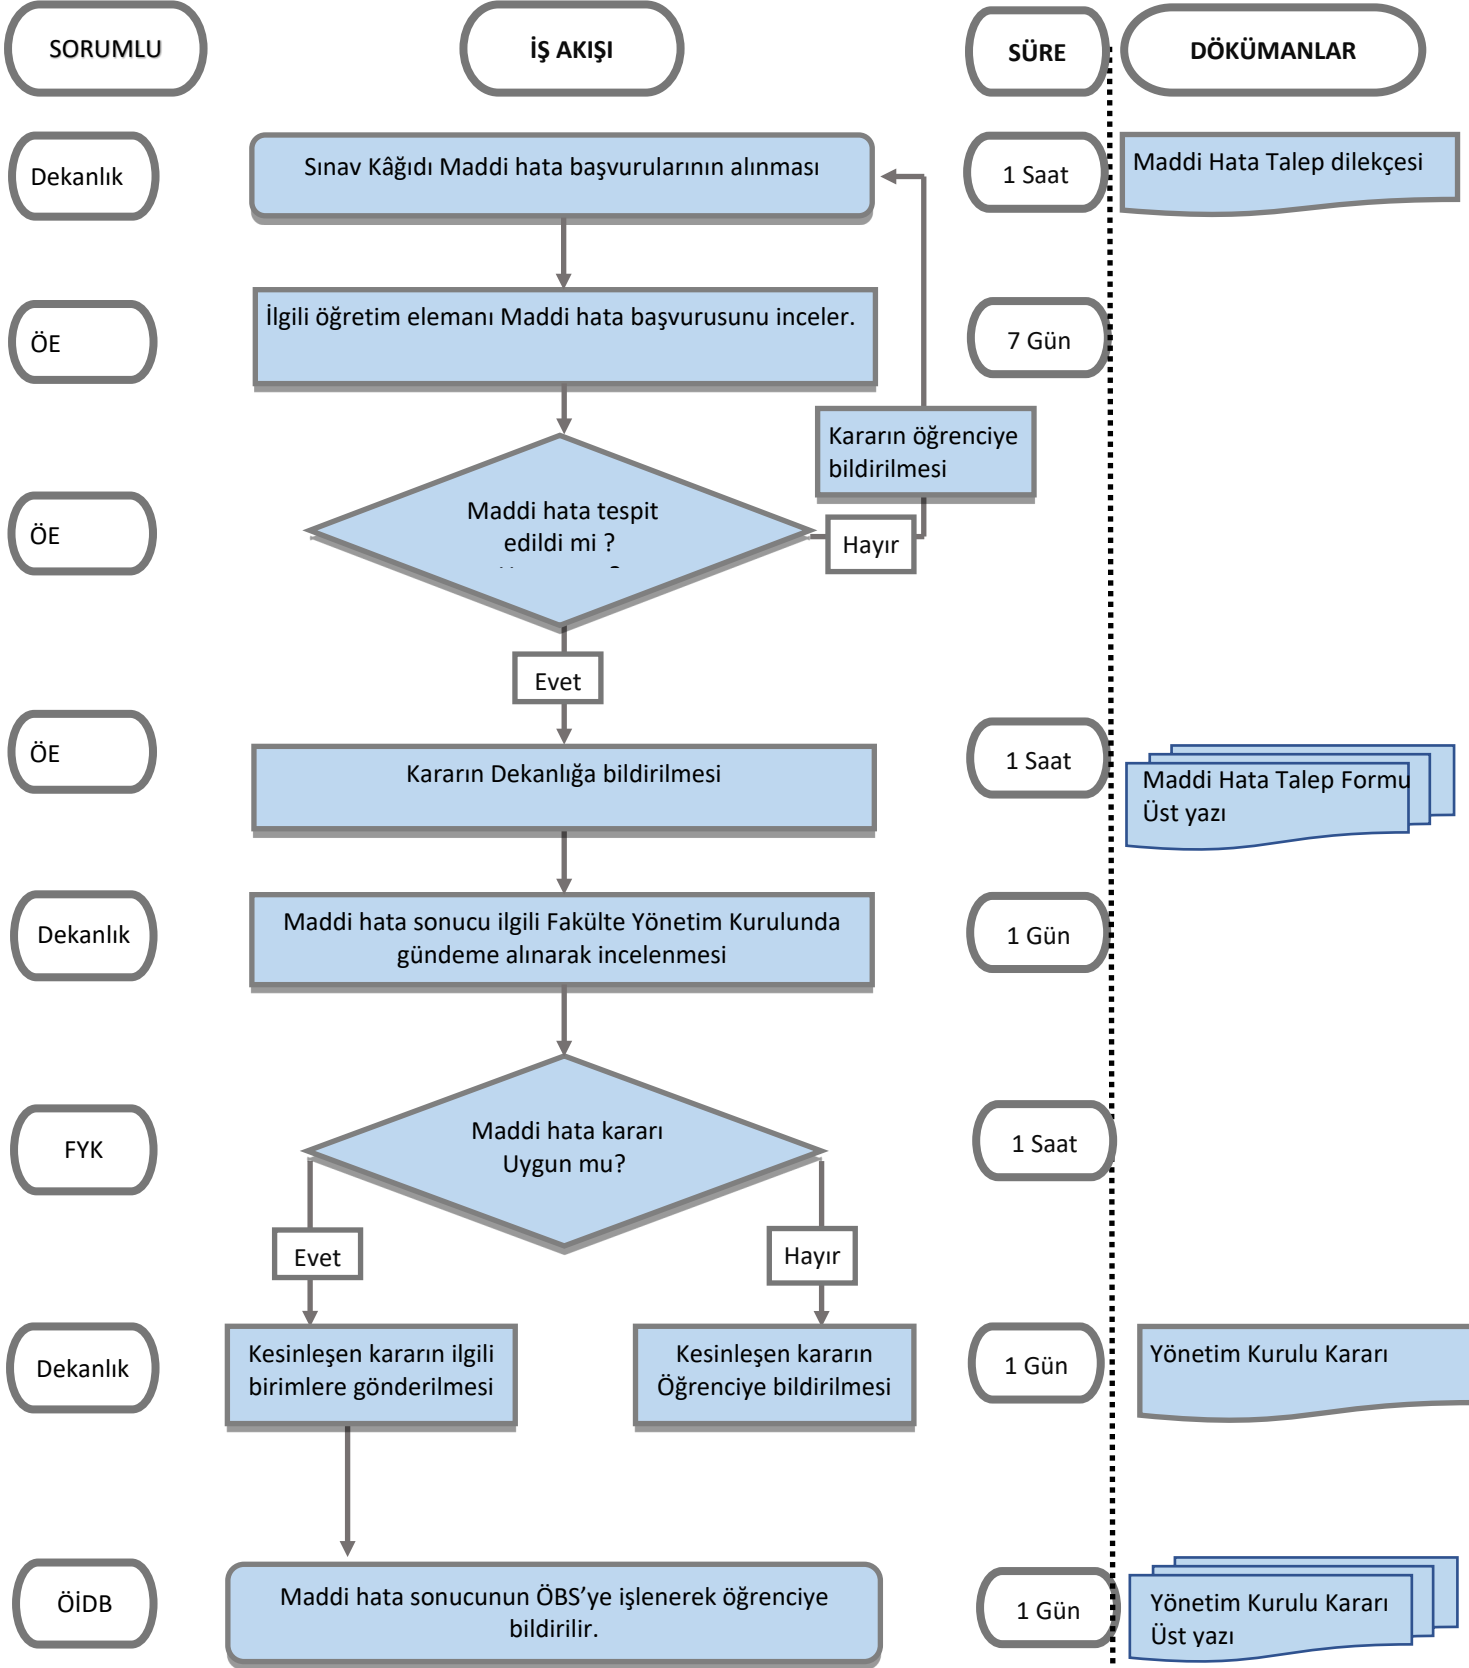 SORUMLU
İŞ AKIŞI
SÜRE
DÖKÜMANLAR
Dekanlık
Sınav Kâğıdı Maddi hata başvurularının alınması
1 Saat
Maddi Hata Talep dilekçesi
ÖE
İlgili öğretim elemanı Maddi hata başvurusunu inceler.
7 Gün
Kararın öğrenciye
bildirilmesi
ÖE
Maddi hata tespit
edildi mi ?
Hayır
Evet
ÖE
Kararın Dekanlığa bildirilmesi
1 Saat
Maddi Hata Talep Formu
Üst yazı
Dekanlık
Maddi hata sonucu ilgili Fakülte Yönetim Kurulunda
gündeme alınarak incelenmesi
1 Gün
FYK
Maddi hata kararı
Uygun mu?
1 Saat
Evet
Hayır
Dekanlık
Kesinleşen kararın ilgili
birimlere gönderilmesi
Kesinleşen kararın
Öğrenciye bildirilmesi
1 Gün
Yönetim Kurulu Kararı
ÖİDB
Maddi hata sonucunun ÖBS’ye işlenerek öğrenciye
bildirilir.
1 Gün
Yönetim Kurulu Kararı
Üst yazı